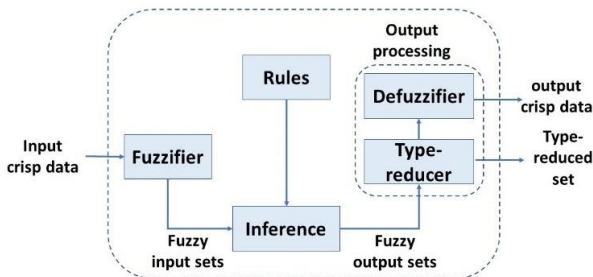 Output
processing
Rules
Defuzzifier
output
crisp data
Input
crisp data
Fuzzifier
Type-
reducer
Type-
reduced
set
Inference
Fuzzy
input sets
Fuzzy
output sets